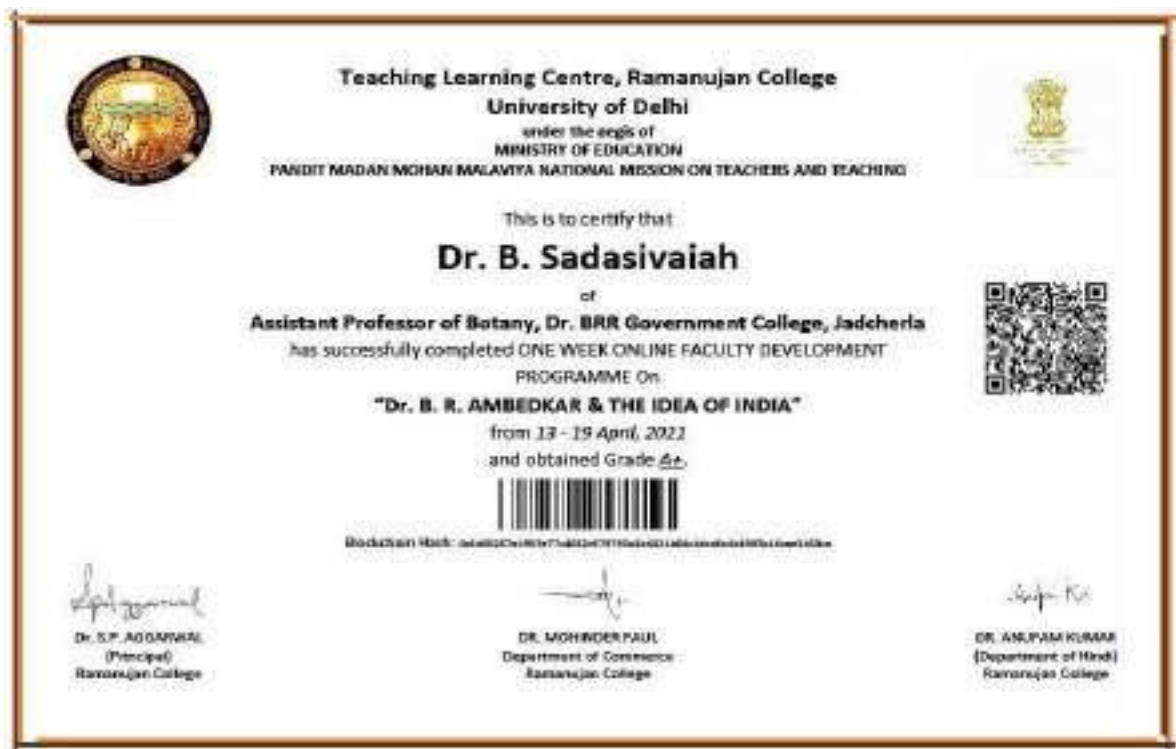 Teaching Learning Centre, Ramanujan College
University of Delhi
under the aegis of
MINISTRY OF EDUCATION
PANDIT MADAN MOHAN MALAVIYA NATIONAL MISSION ON TEACHERS AND TEACHING
This is to certify that
Dr. B. Sadasivaiah
of
Assistant Professor of Botany, Dr. BRR Government College, Jadcherla
has successfully completed ONE WEEK ONLINE FACULTY DEVELOPMENT
PROGRAMME On
"Dr. B. R. AMBEDKAR & THE IDEA OF INDIA"
from 13 - 19 April,
and obtained Grade A+.
Blockchain Hash:
Dr. S.P. AGGARWAL
(Principal)
Ramanujan College
DR. MOHINDER PAUL
Department of Commerce
Ramanujan College
DR. ANUPAM KUMAR
(Department of Hindi)
Ramanujan College